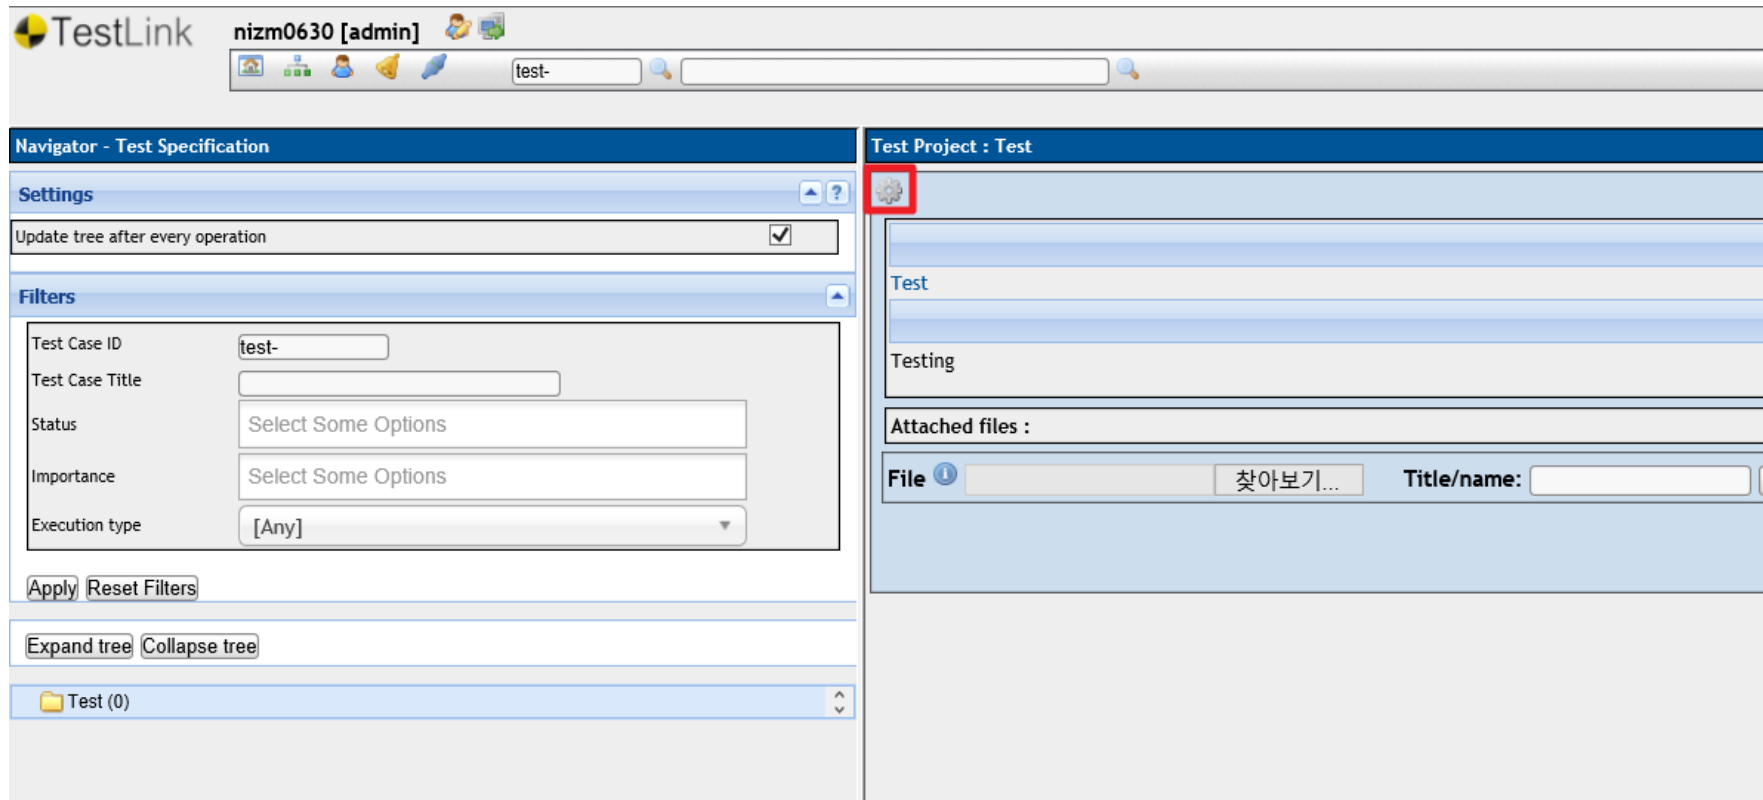 TestLink
nizm0630 [admin]
test-
Navigator - Test Specification
Settings
?
Update tree after every operation
Filters
Test Case ID
test-
Test Case Title
Status
Select Some Options
Importance
Select Some Options
Execution type
[Any]
Apply Reset Filters
Expand tree Collapse tree
Test (0)
Test Project : Test
Test
Testing
Attached files :
File i 찾아보기... Title/name: